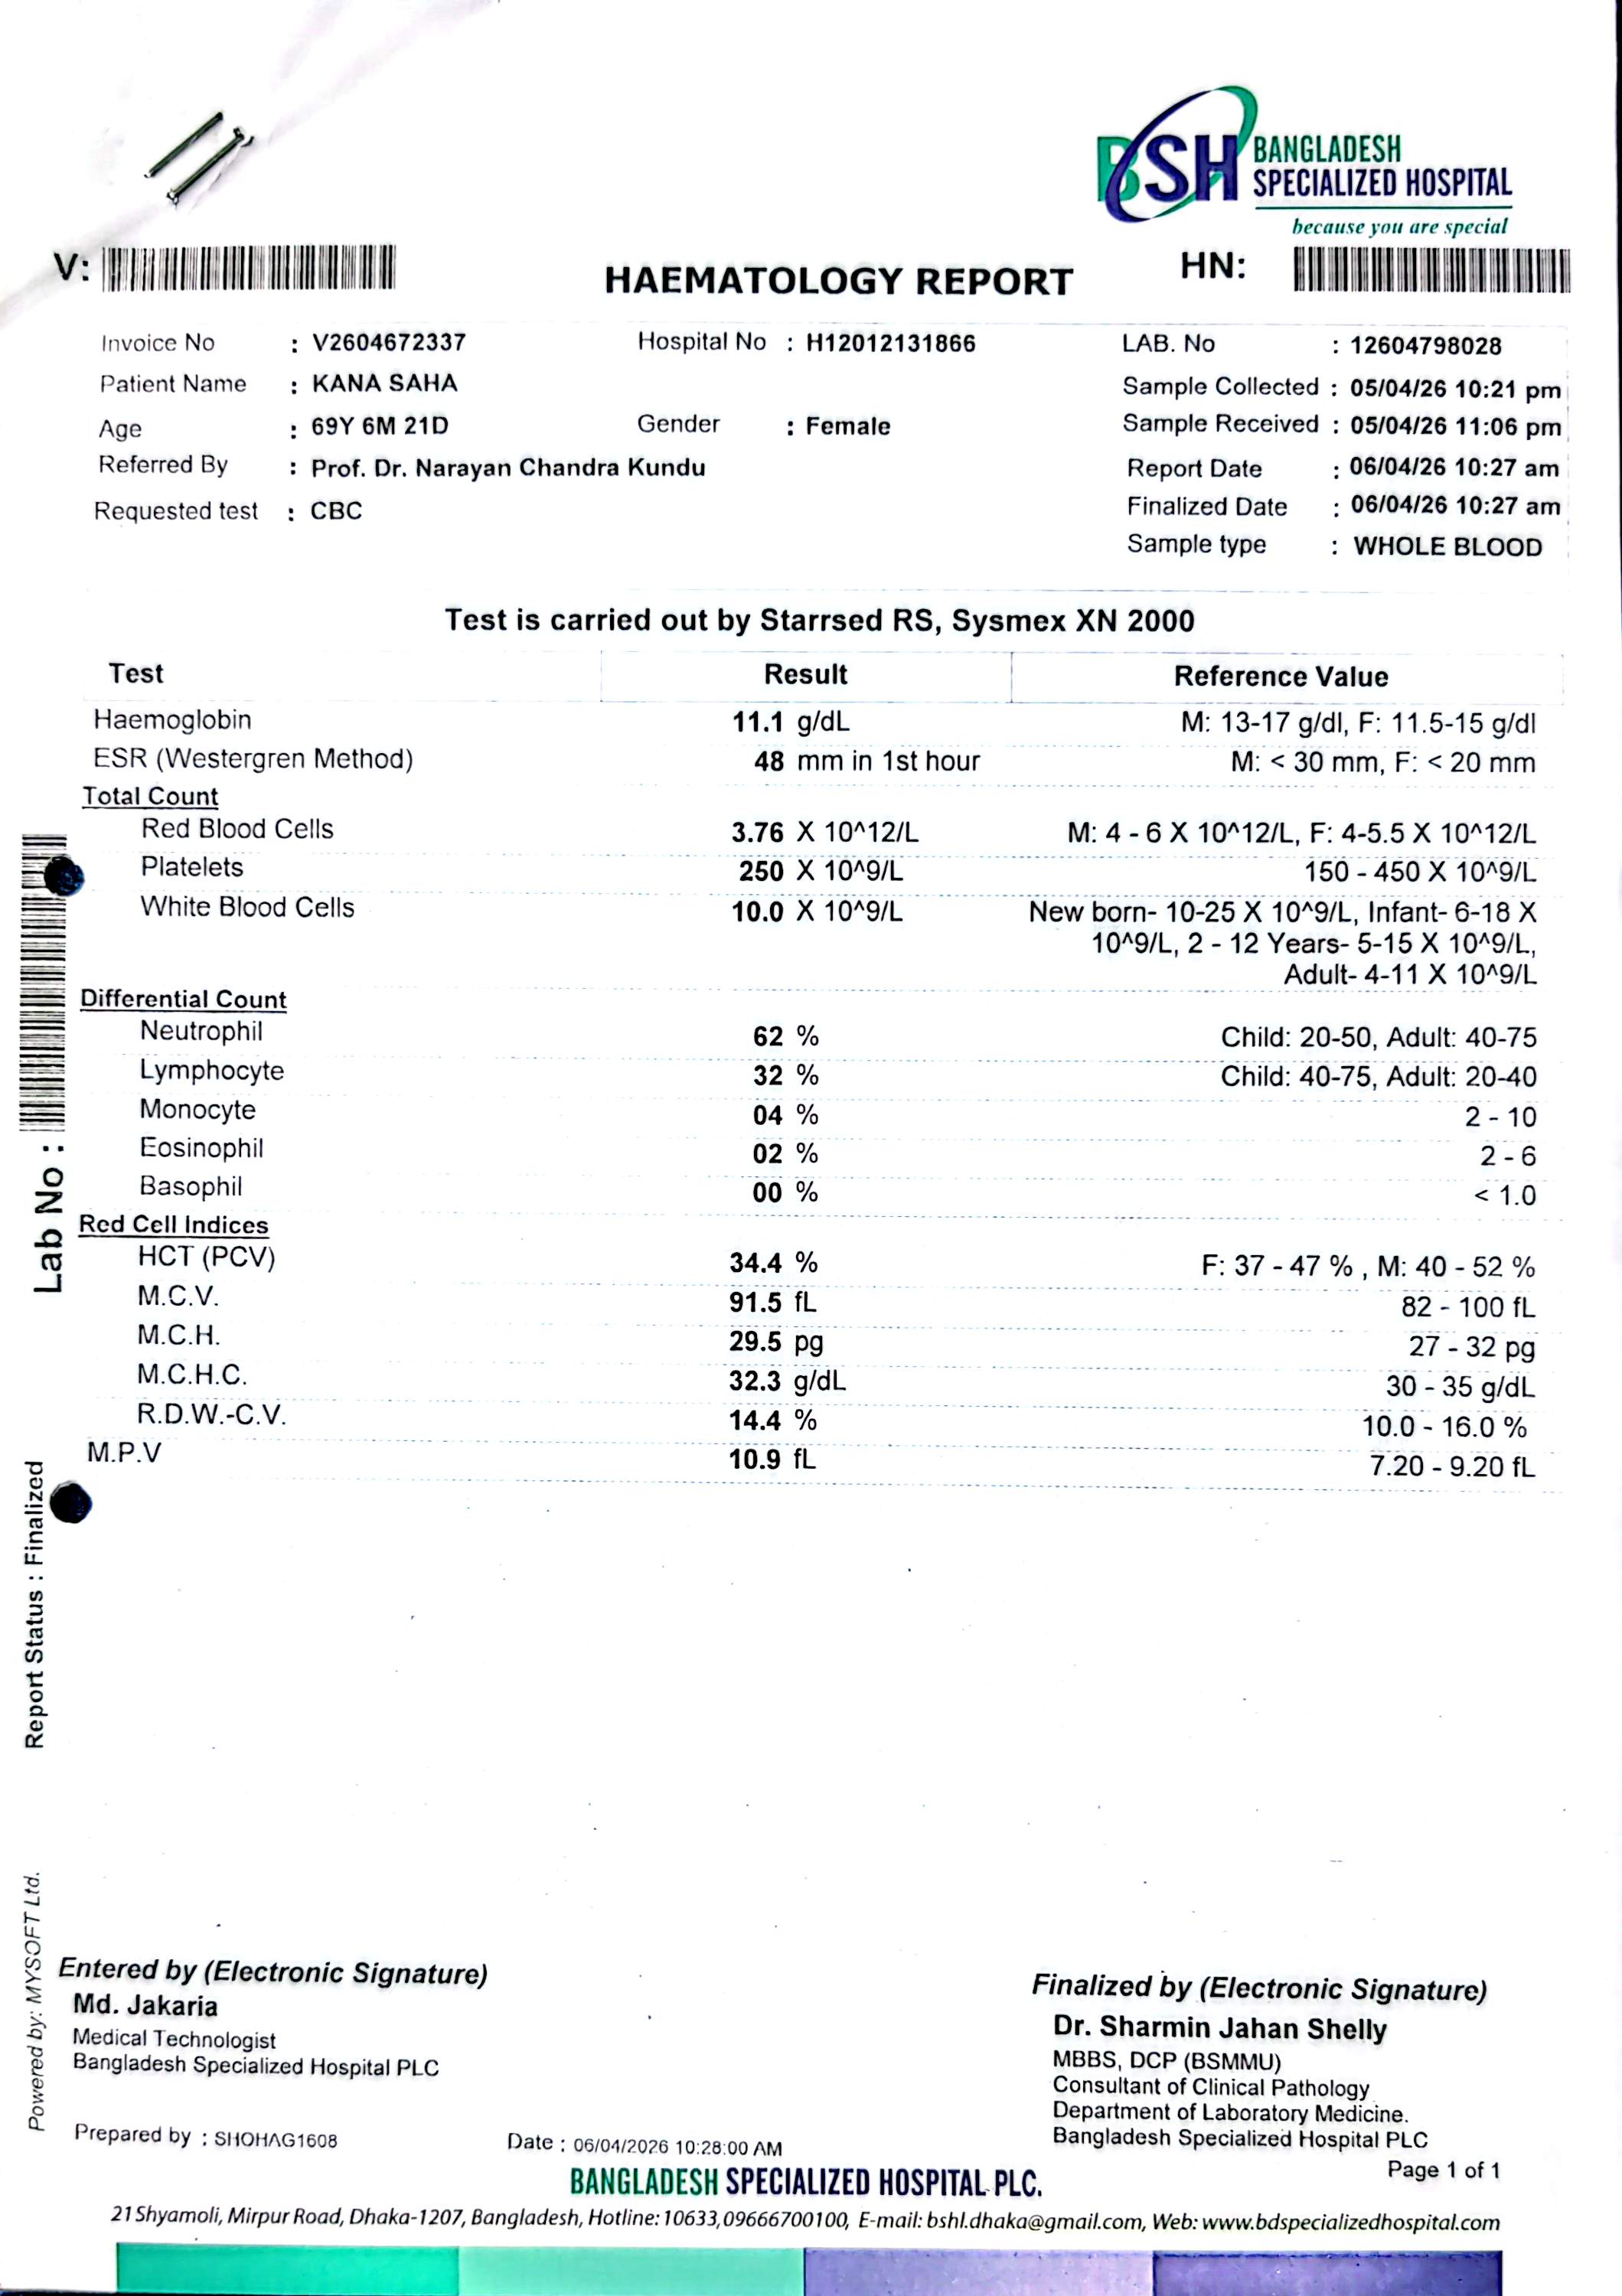 BSH BANGLADESH
SPECIALIZED HOSPITAL
because you are special
V:
HAEMATOLOGY REPORT
HN:
Invoice No : V2604672337 Hospital No : H12012131866 LAB. No : 12604798028
Patient Name : KANA SAHA Sample Collected : 05/04/26 10:21 pm
Age : 69Y 6M 21D Gender : Female Sample Received : 05/04/26 11:06 pm
Referred By : Prof. Dr. Narayan Chandra Kundu Report Date : 06/04/26 10:27 am
Requested test : CBC Finalized Date : 06/04/26 10:27 am
Sample type : WHOLE BLOOD
Test is carried out by Starrsed RS, Sysmex XN 2000
Test Result Reference Value
Haemoglobin 11.1 g/dL M: 13-17 g/dl, F: 11.5-15 g/dl
ESR (Westergren Method) 48 mm in 1st hour M: < 30 mm, F: < 20 mm
Total Count
Red Blood Cells 3.76 X 10^12/L M: 4 - 6 X 10^12/L, F: 4-5.5 X 10^12/L
Platelets 250 X 10^9/L 150 - 450 X 10^9/L
White Blood Cells 10.0 X 10^9/L New born- 10-25 X 10^9/L, Infant- 6-18 X
10^9/L, 2 - 12 Years- 5-15 X 10^9/L,
Adult- 4-11 X 10^9/L
Differential Count
Neutrophil 62 % Child: 20-50, Adult: 40-75
Lymphocyte 32 % Child: 40-75, Adult: 20-40
Monocyte 04 % 2 - 10
Eosinophil 02 % 2 - 6
Basophil 00 % < 1.0
Red Cell Indices
HCT (PCV) 34.4 % F: 37 - 47 % , M: 40 - 52 %
M.C.V. 91.5 fL 82 - 100 fL
M.C.H. 29.5 pg 27 - 32 pg
M.C.H.C. 32.3 g/dL 30 - 35 g/dL
R.D.W.-C.V. 14.4 % 10.0 - 16.0 %
M.P.V 10.9 fL 7.20 - 9.20 fL
Lab No :
Report Status : Finalized
Powered by: MYSOFT Ltd.
Entered by (Electronic Signature)
Md. Jakaria
Medical Technologist
Bangladesh Specialized Hospital PLC
Finalized by (Electronic Signature)
Dr. Sharmin Jahan Shelly
MBBS, DCP (BSMMU)
Consultant of Clinical Pathology
Department of Laboratory Medicine.
Bangladesh Specialized Hospital PLC
Prepared by : SHOHAG1608 Date : 06/04/2026 10:28:00 AM
Page 1 of 1
BANGLADESH SPECIALIZED HOSPITAL PLC.
21 Shyamoli, Mirpur Road, Dhaka-1207, Bangladesh, Hotline: 10633,09666700100, E-mail: bshl.dhaka@gmail.com, Web: www.bdspecializedhospital.com